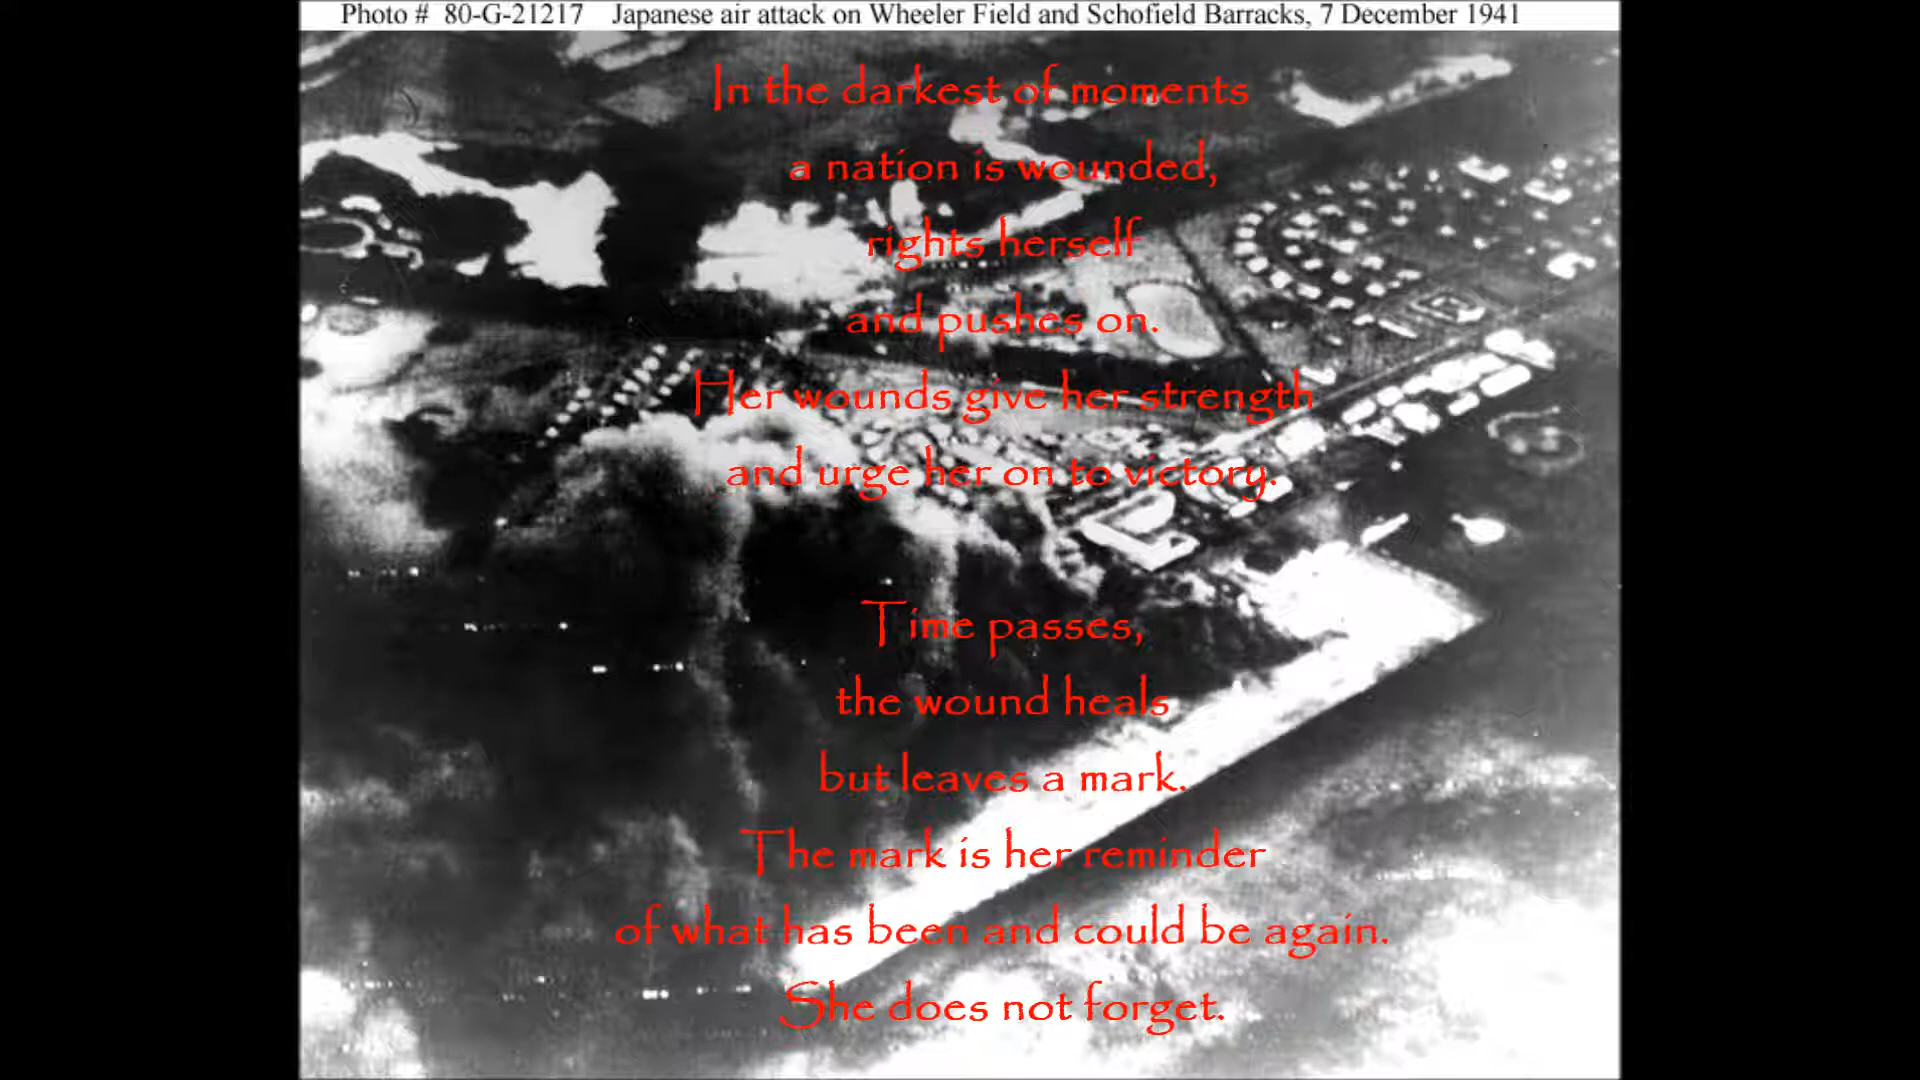 Photo # 80-G-21217 Japanese air attack on Wheeler Field and Schofield Barracks, 7 December 1941
In the darkest of moments
a nation is wounded,
rights herself
and pushes on.
Her wounds give her strength
and urge her on to victory.
Time passes,
the wound heals
but leaves a mark.
The mark is her reminder
of what has been and could be again.
She does not forget.